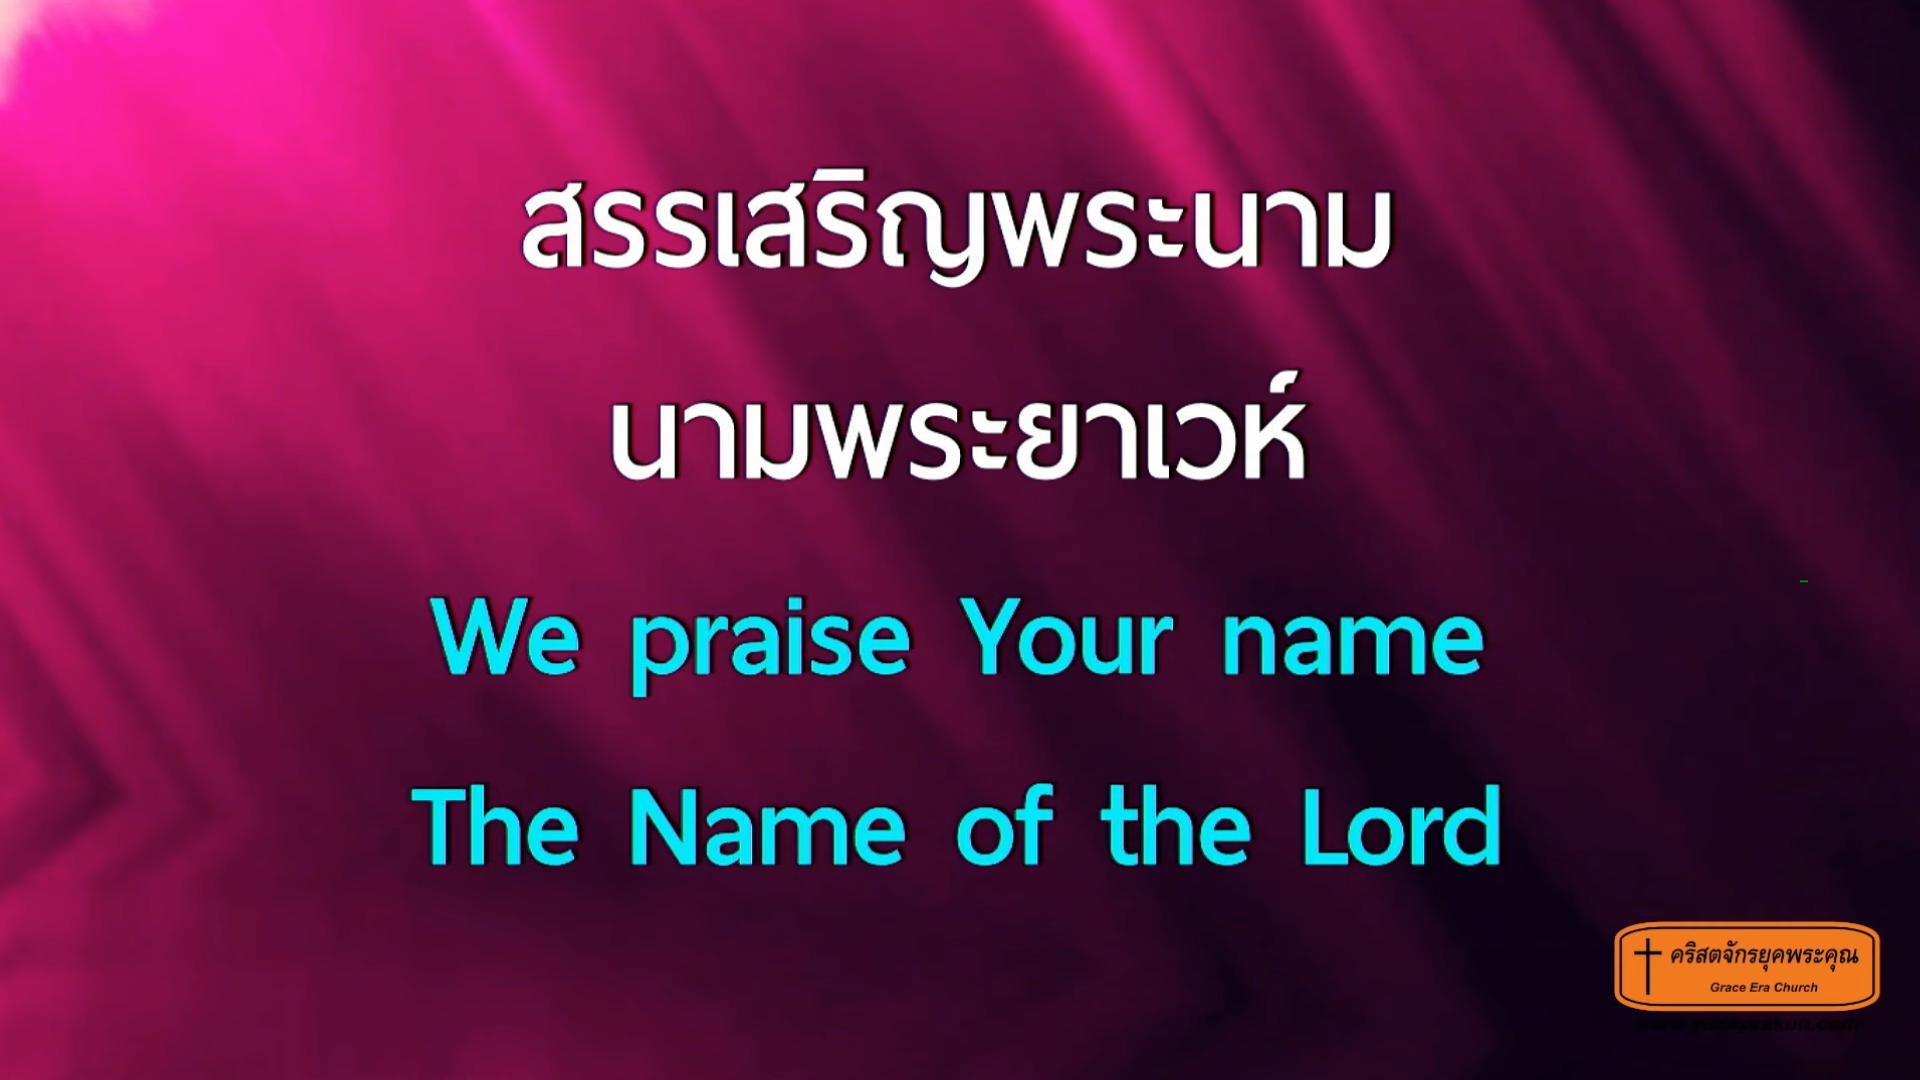 สรรเสริญพระนาม
นามพระยาเวห์
We praise Your name
The Name of the Lord
คริสตจักรยุคพระคุณ
Grace Era Church